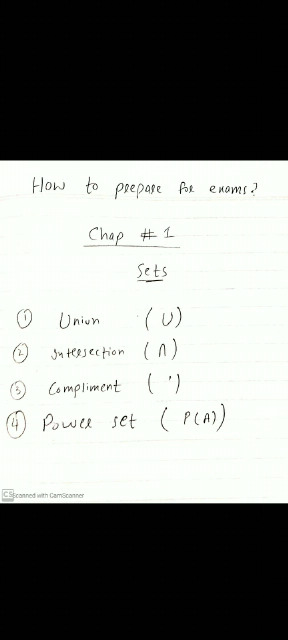 How to prepare for exams?
Chap # 1
Sets
① Union (U)
② Intersection (∩)
③ Compliment (')
④ Power set (P(A))
CS Scanned with CamScanner